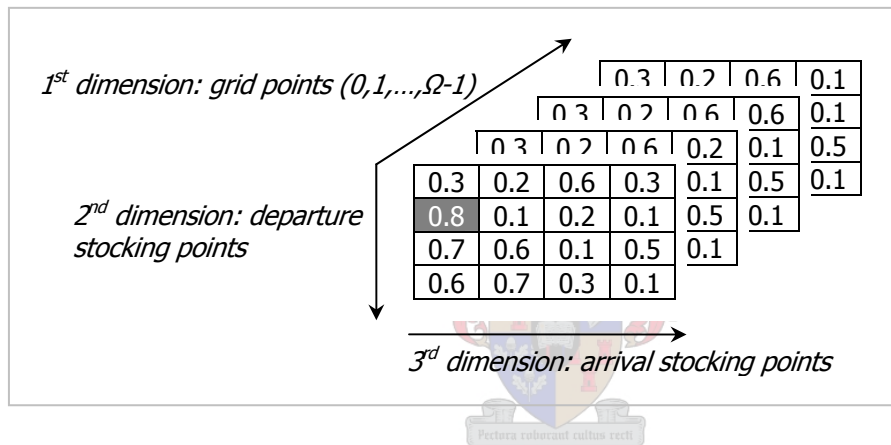 1st dimension: grid points (0,1,...,Ω-1)
0.3 0.2 0.6 0.1
0.3 0.2 0.6 0.6 0.1
0.3 0.2 0.6 0.2 0.1 0.5
0.3 0.2 0.6 0.3 0.1 0.5 0.1
2nd dimension: departure
stocking points
0.8 0.1 0.2 0.1 0.5 0.1
0.7 0.6 0.1 0.5 0.1
0.6 0.7 0.3 0.1
3rd dimension: arrival stocking points
Pectora roborant cultus recti